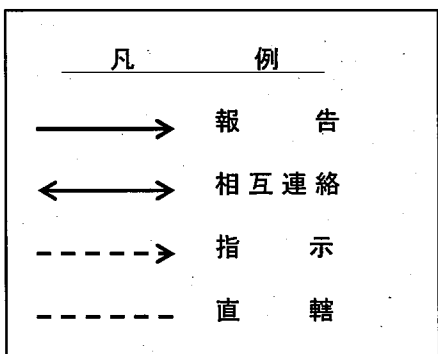 凡 例
報 告
相互連絡
指 示
直 轄